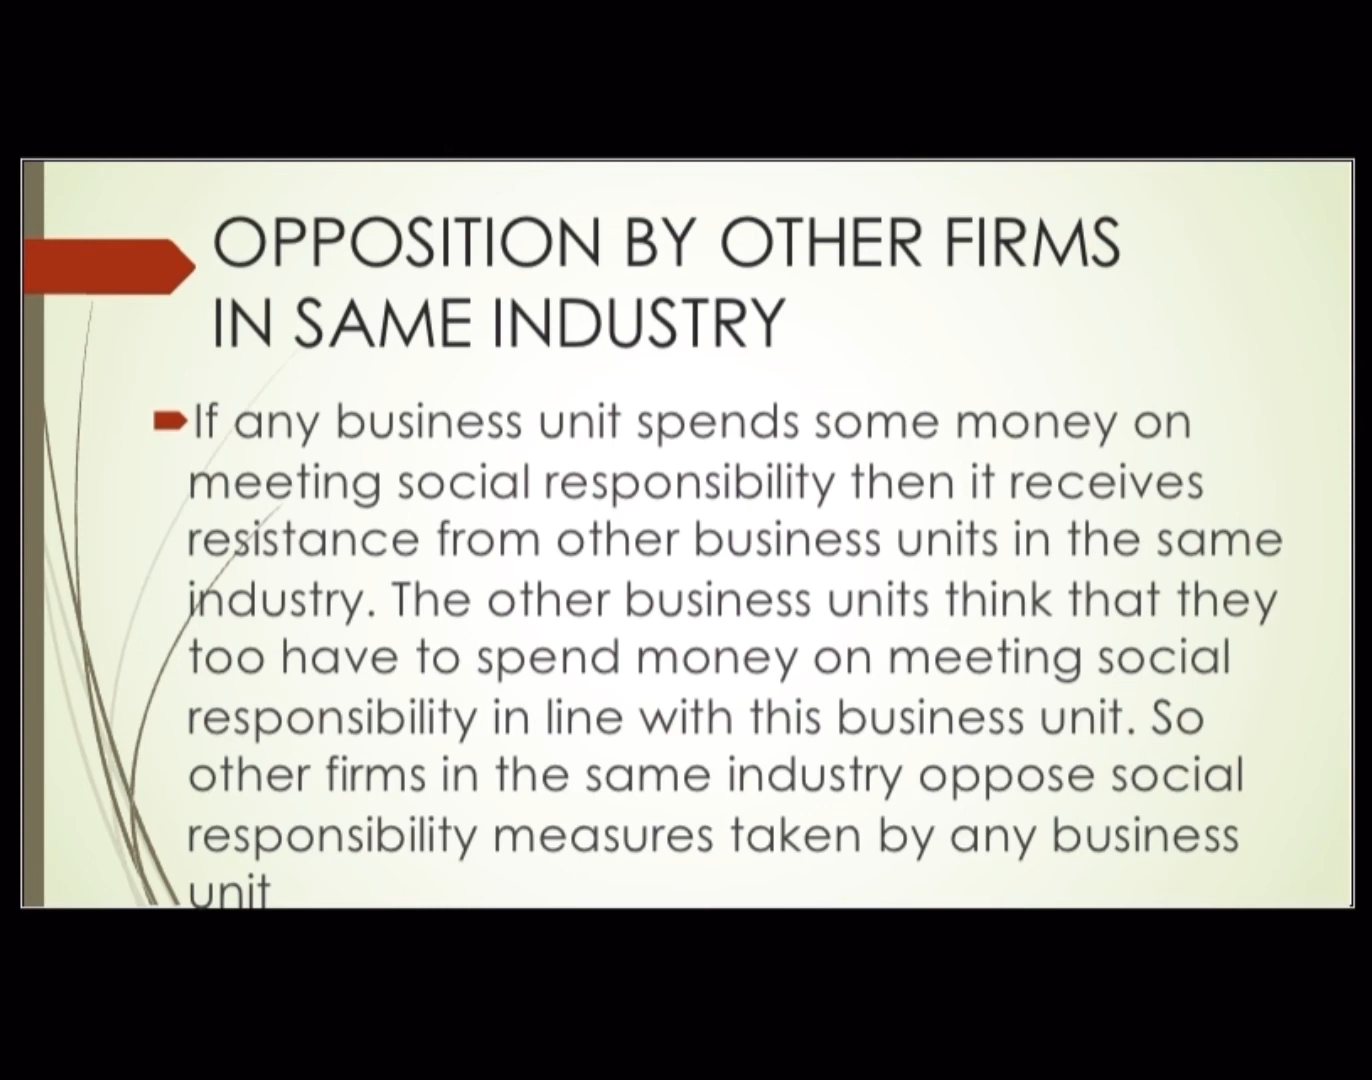 OPPOSITION BY OTHER FIRMS
IN SAME INDUSTRY
If any business unit spends some money on
meeting social responsibility then it receives
resistance from other business units in the same
industry. The other business units think that they
too have to spend money on meeting social
responsibility in line with this business unit. So
other firms in the same industry oppose social
responsibility measures taken by any business
unit